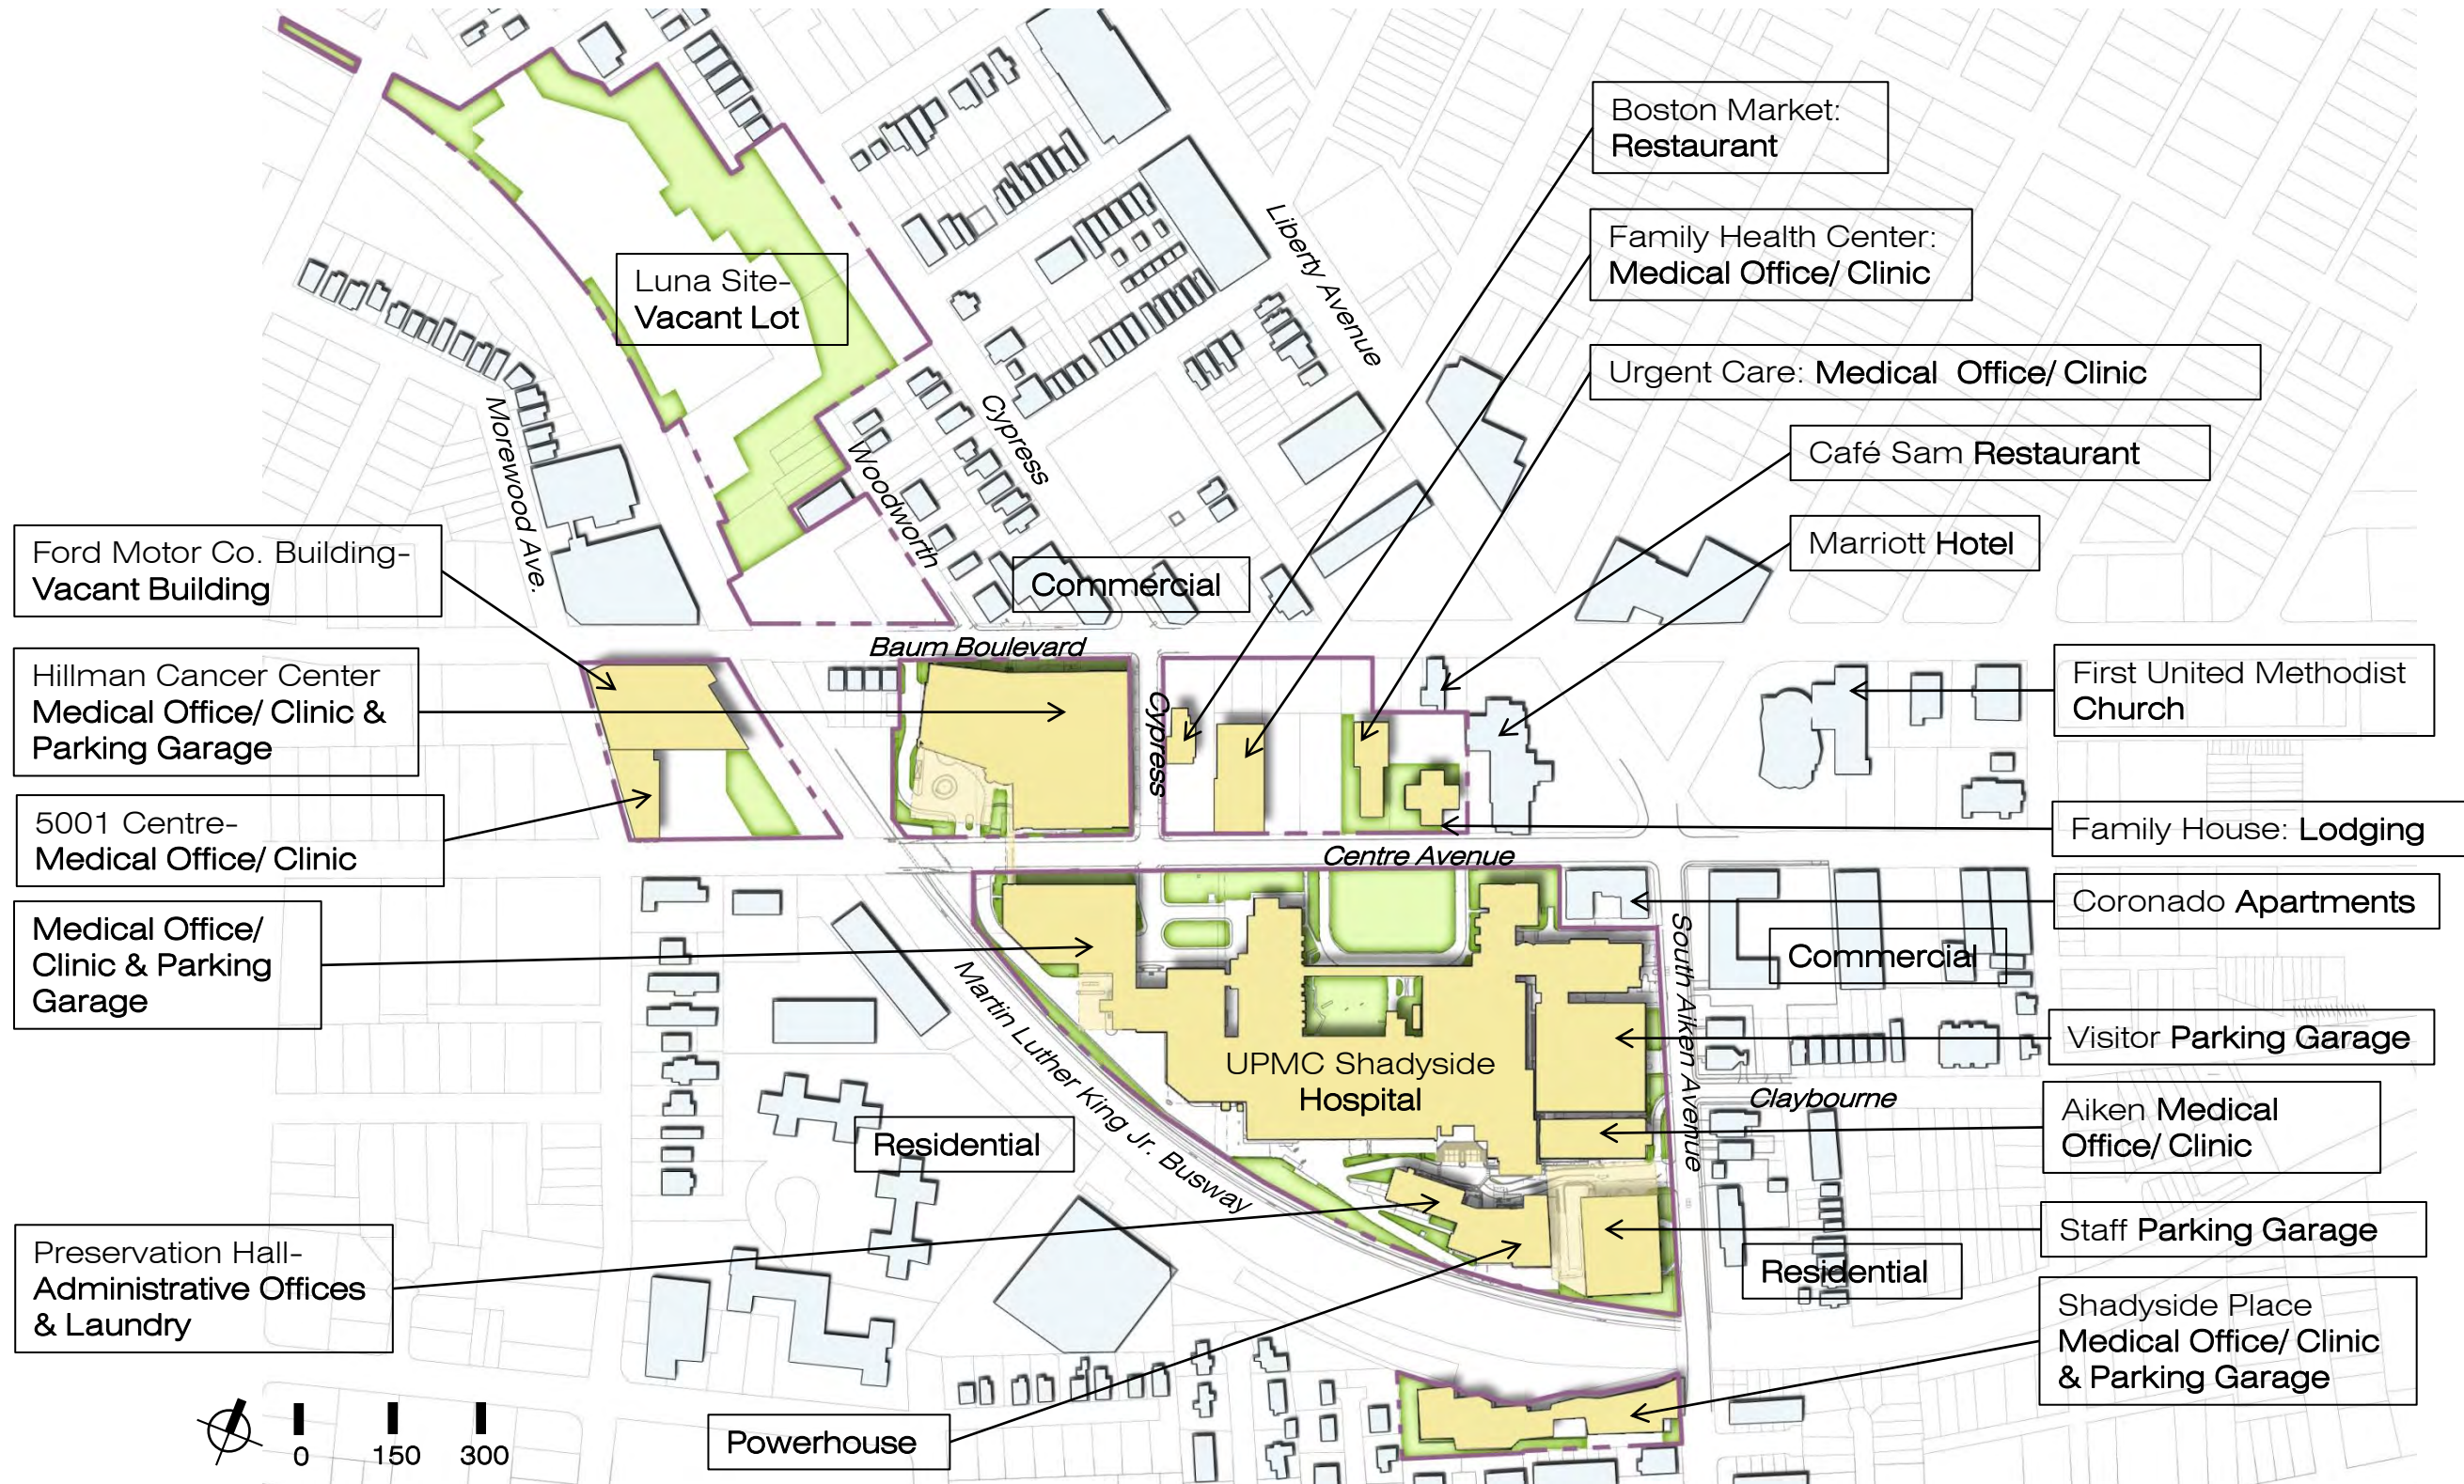 Boston Market:
Restaurant
Family Health Center:
Medical Office/ Clinic
Liberty Avenue
Luna Site-
Vacant Lot
Urgent Care: Medical Office/ Clinic
Cypress
Morewood Ave.
Café Sam Restaurant
Woodworth
Marriott Hotel
Ford Motor Co. Building-
Vacant Building
Commercial
Baum Boulevard
Hillman Cancer Center
Medical Office/ Clinic &
Parking Garage
First United Methodist
Church
Cypress
5001 Centre-
Medical Office/ Clinic
Family House: Lodging
Centre Avenue
Coronado Apartments
Medical Office/
Clinic & Parking
Garage
South Aiken Avenue
Commercial
Martin Luther King Jr. Busway
Visitor Parking Garage
UPMC Shadyside
Hospital
Claybourne
Aiken Medical
Office/ Clinic
Residential
Staff Parking Garage
Preservation Hall-
Administrative Offices
& Laundry
Residential
Shadyside Place
Medical Office/ Clinic
& Parking Garage
Powerhouse
0 150 300